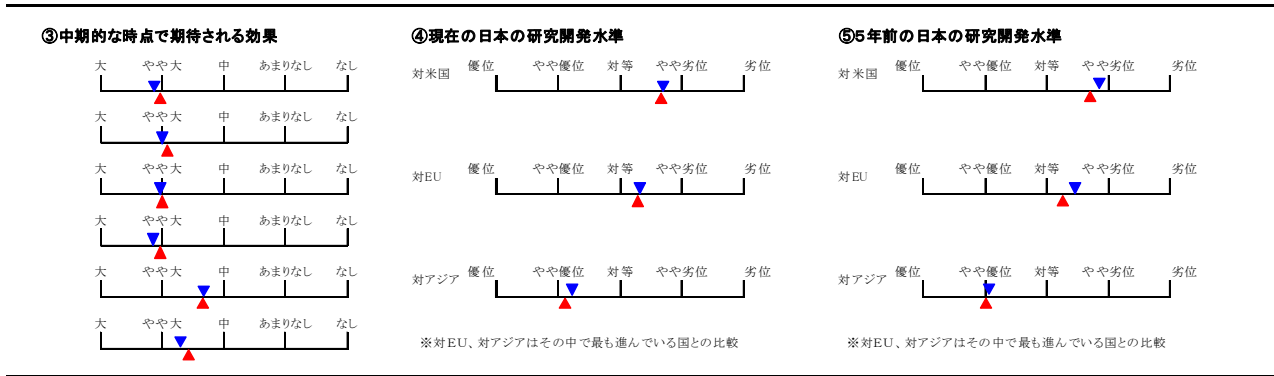 ③中期的な時点で期待される効果
大 やや大 中 あまりなし なし
大 やや大 中 あまりなし なし
大 やや大 中 あまりなし なし
大 やや大 中 あまりなし なし
大 やや大 中 あまりなし なし
大 やや大 中 あまりなし なし
④現在の日本の研究開発水準
対米国 優位 やや優位 対等 やや劣位 劣位
対EU 優位 やや優位 対等 やや劣位 劣位
対アジア 優位 やや優位 対等 やや劣位 劣位
※対EU、対アジアはその中で最も進んでいる国との比較
⑤5年前の日本の研究開発水準
対米国 優位 やや優位 対等 やや劣位 劣位
対EU 優位 やや優位 対等 やや劣位 劣位
対アジア 優位 やや優位 対等 やや劣位 劣位
※対EU、対アジアはその中で最も進んでいる国との比較